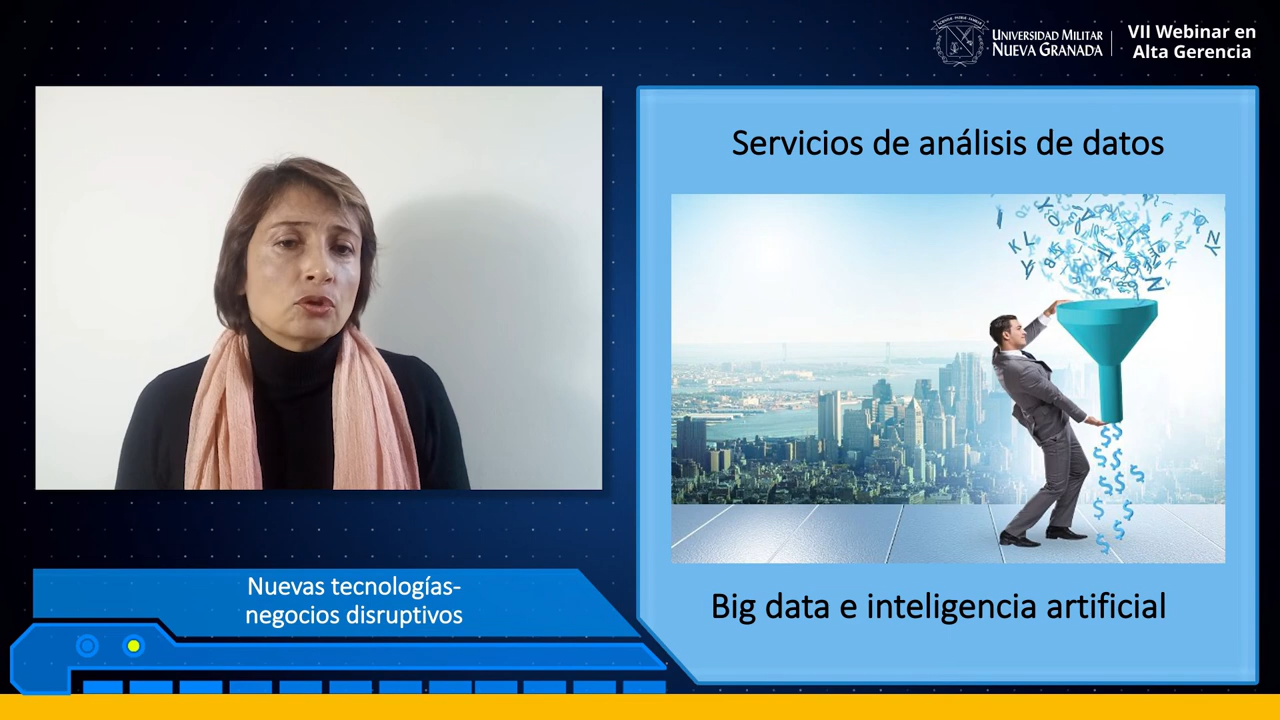 UNIVERSIDAD MILITAR
NUEVA GRANADA
VII Webinar en
Alta Gerencia
Servicios de análisis de datos
Big data e inteligencia artificial
Nuevas tecnologías-
negocios disruptivos